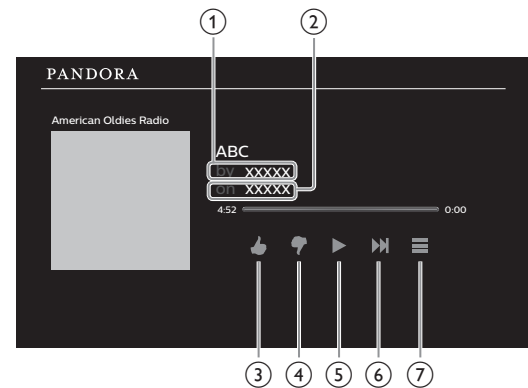 1 2
PANDORA
American Oldies Radio
ABC
by xxxxx
on xxxxx
4:52 0:00
3 4 5 6 7